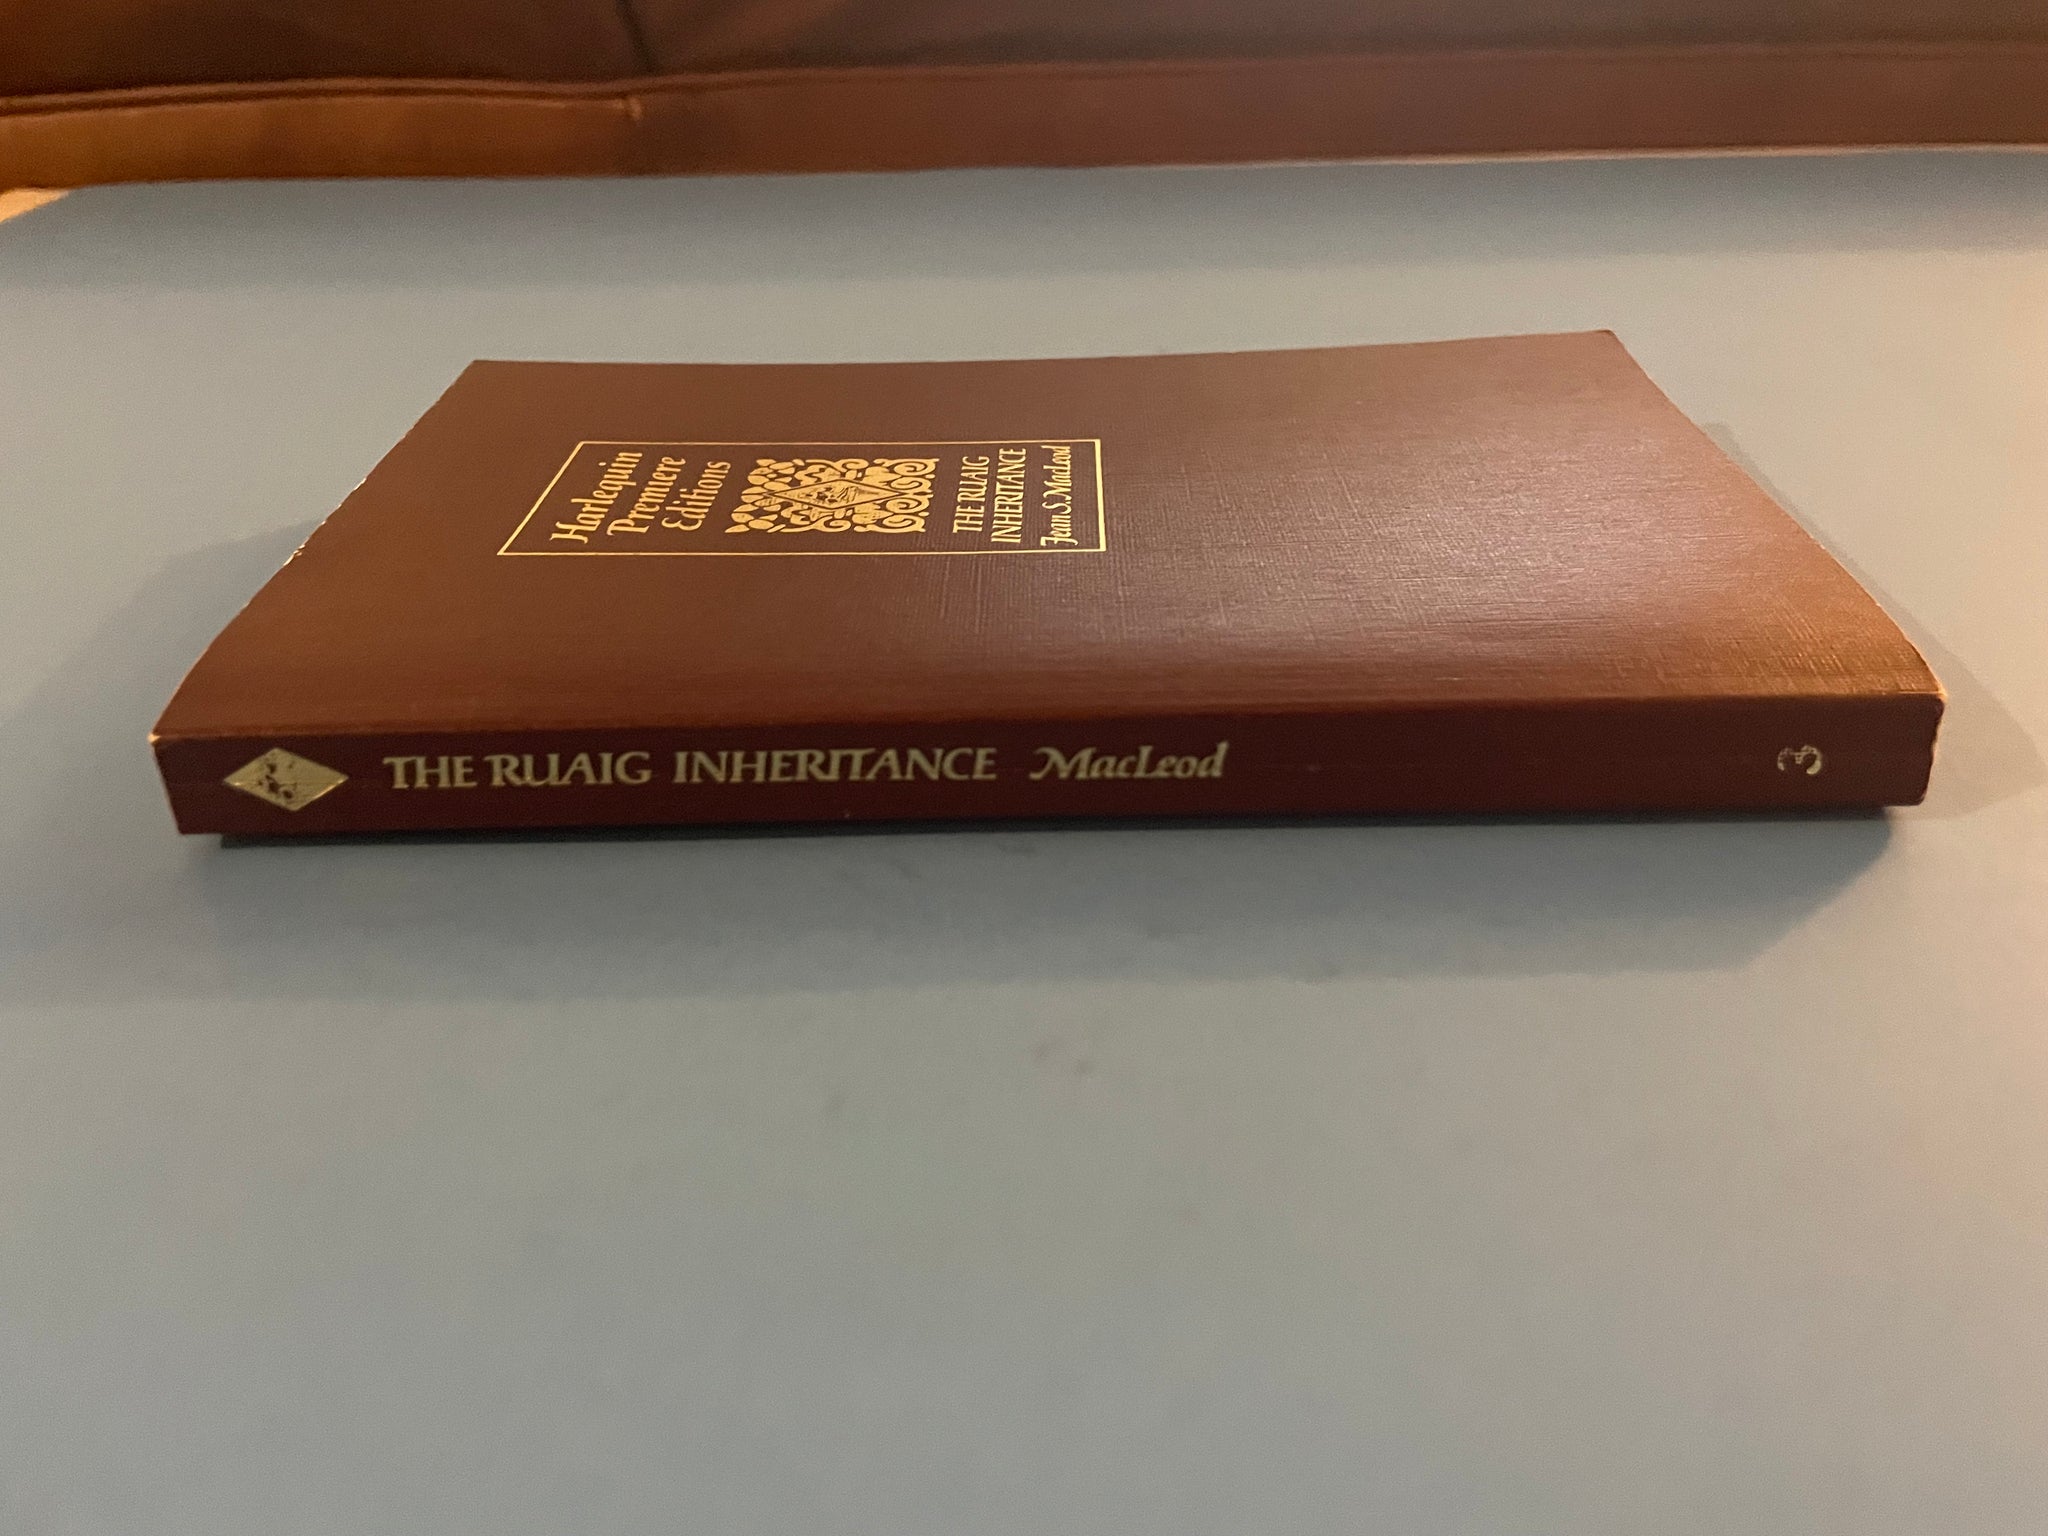 Harlequin
Premiere
Editions
THE RUAIG
INHERITANCE
Jean S. MacLeod
THE RUAIG INHERITANCE MacLeod 3